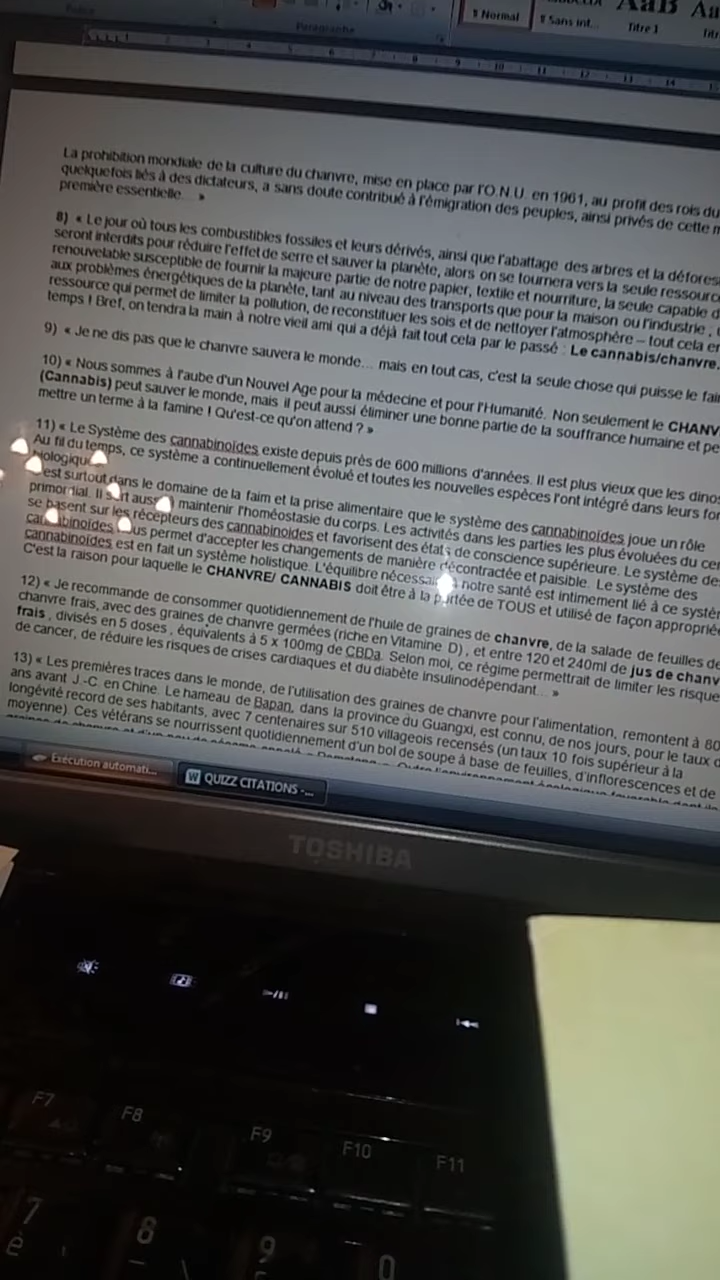 Paragraphe
¶ Normal
¶ Sans int...
Titre 1
La prohibition mondiale de la culture du chanvre, mise en place par l'O.N.U. en 1961, au profit des rois du
quelquefois liés à des dictateurs, a sans doute contribué à l'émigration des peuples, ainsi privés de cette
première essentielle... »
8) « Le jour où tous les combustibles fossiles et leurs dérivés, ainsi que l'abattage des arbres et la
seront interdits pour réduire l'effet de serre et sauver la planète, alors on se tournera vers la seule
renouvelable susceptible de fournir la majeure partie de notre papier, textile et nourriture, la seule capable
aux problèmes énergétiques de la planète, tant au niveau des transports que pour la maison ou l'industrie,
ressource qui permet de limiter la pollution, de reconstituer les sois et de nettoyer l'atmosphère – tout cela
temps ! Bref, on tendra la main à notre vieil ami qui a déjà fait tout cela par le passé : Le cannabis/chanvre.
9) « Je ne dis pas que le chanvre sauvera le monde... mais en tout cas, c'est la seule chose qui puisse le
10) « Nous sommes à l'aube d'un Nouvel Age pour la médecine et pour l'Humanité. Non seulement le
(Cannabis) peut sauver le monde, mais il peut aussi éliminer une bonne partie de la souffrance humaine et
mettre un terme à la famine ! Qu'est-ce qu'on attend ? »
11) « Le Système des cannabinoïdes existe depuis près de 600 millions d'années. Il est plus vieux que les
Au fil du temps, ce système a continuellement évolué et toutes les nouvelles espèces l'ont intégré dans leurs
surtout dans le domaine de la faim et la prise alimentaire que le système des cannabinoïdes joue un rôle
maintenir l'homéostasie du corps. Les activités dans les parties les plus évoluées du
se basent sur les récepteurs des cannabinoïdes et favorisent des états de conscience supérieure. Le système
permet d'accepter les changements de manière décontractée et paisible. Le système des
cannabinoïdes est en fait un système holistique. L'équilibre notre santé est intimement lié à ce
C'est la raison pour laquelle le CHANVRE/ CANNABIS doit être à la portée de TOUS et utilisé de façon
12) « Je recommande de consommer quotidiennement de l'huile de graines de chanvre, de la salade de feuilles de
chanvre frais, avec des graines de chanvre germées (riche en Vitamine D), et entre 120 et 240ml de jus de
frais, divisés en 5 doses, équivalents à 5 x 100mg de CBDa. Selon moi, ce régime permettrait de limiter les
de cancer, de réduire les risques de crises cardiaques et du diabète insulinodépendant... »
13) « Les premières traces dans le monde, de l'utilisation des graines de chanvre pour l'alimentation, remontent à
ans avant J.-C. en Chine. Le hameau de Bapan, dans la province du Guangxi, est connu, de nos jours, pour le taux
longévité record de ses habitants, avec 7 centenaires sur 510 villageois recensés (un taux 10 fois supérieur à la
moyenne). Ces vétérans se nourrissent quotidiennement d'un bol de soupe à base de feuilles, d'inflorescences et de
Exécution automati...
QUIZZ CITATIONS -...
TOSHIBA
F7
F8
F9
F10
F11
7
8
9
0
è
_